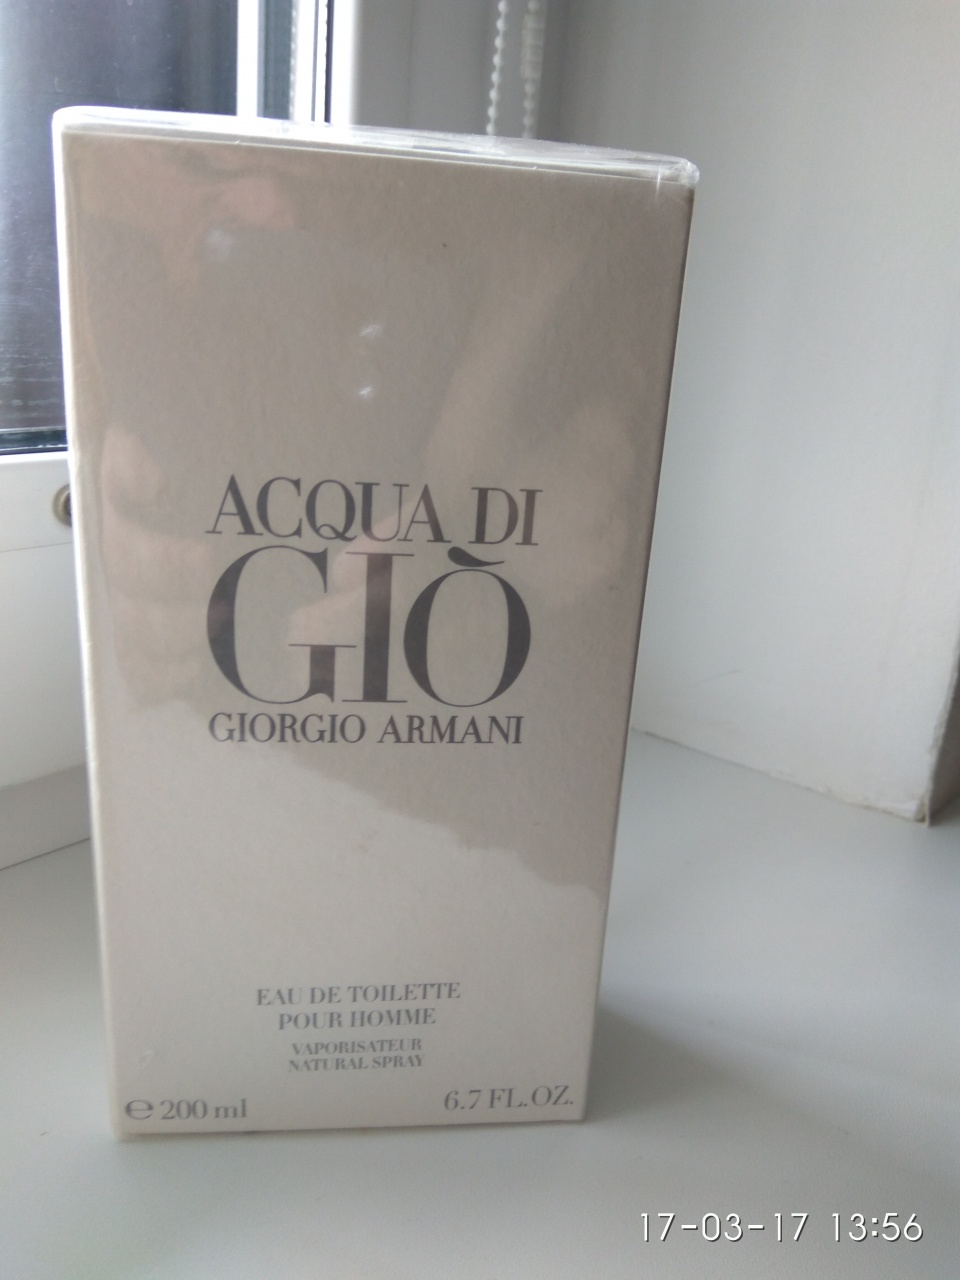 ACQUA DI
GIÒ
GIORGIO ARMANI
EAU DE TOILETTE
POUR HOMME
VAPORISATEUR
NATURAL SPRAY
℮ 200 ml 6.7 FL.OZ.
17-03-17 13:56